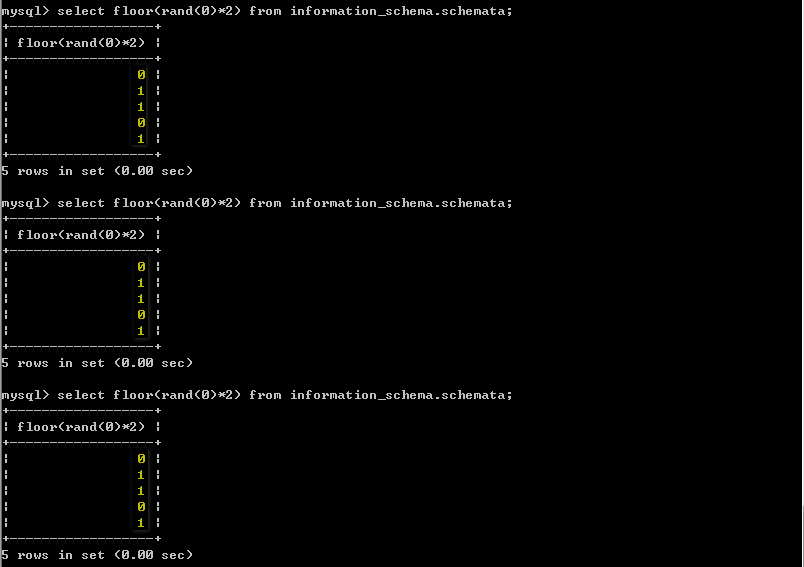 mysql> select floor(rand(0)*2) from information_schema.schemata;
+------------------+
| floor(rand(0)*2) |
+------------------+
|                0 |
|                1 |
|                1 |
|                0 |
|                1 |
+------------------+
5 rows in set (0.00 sec)
mysql> select floor(rand(0)*2) from information_schema.schemata;
+------------------+
| floor(rand(0)*2) |
+------------------+
|                0 |
|                1 |
|                1 |
|                0 |
|                1 |
+------------------+
5 rows in set (0.00 sec)
mysql> select floor(rand(0)*2) from information_schema.schemata;
+------------------+
| floor(rand(0)*2) |
+------------------+
|                0 |
|                1 |
|                1 |
|                0 |
|                1 |
+------------------+
5 rows in set (0.00 sec)